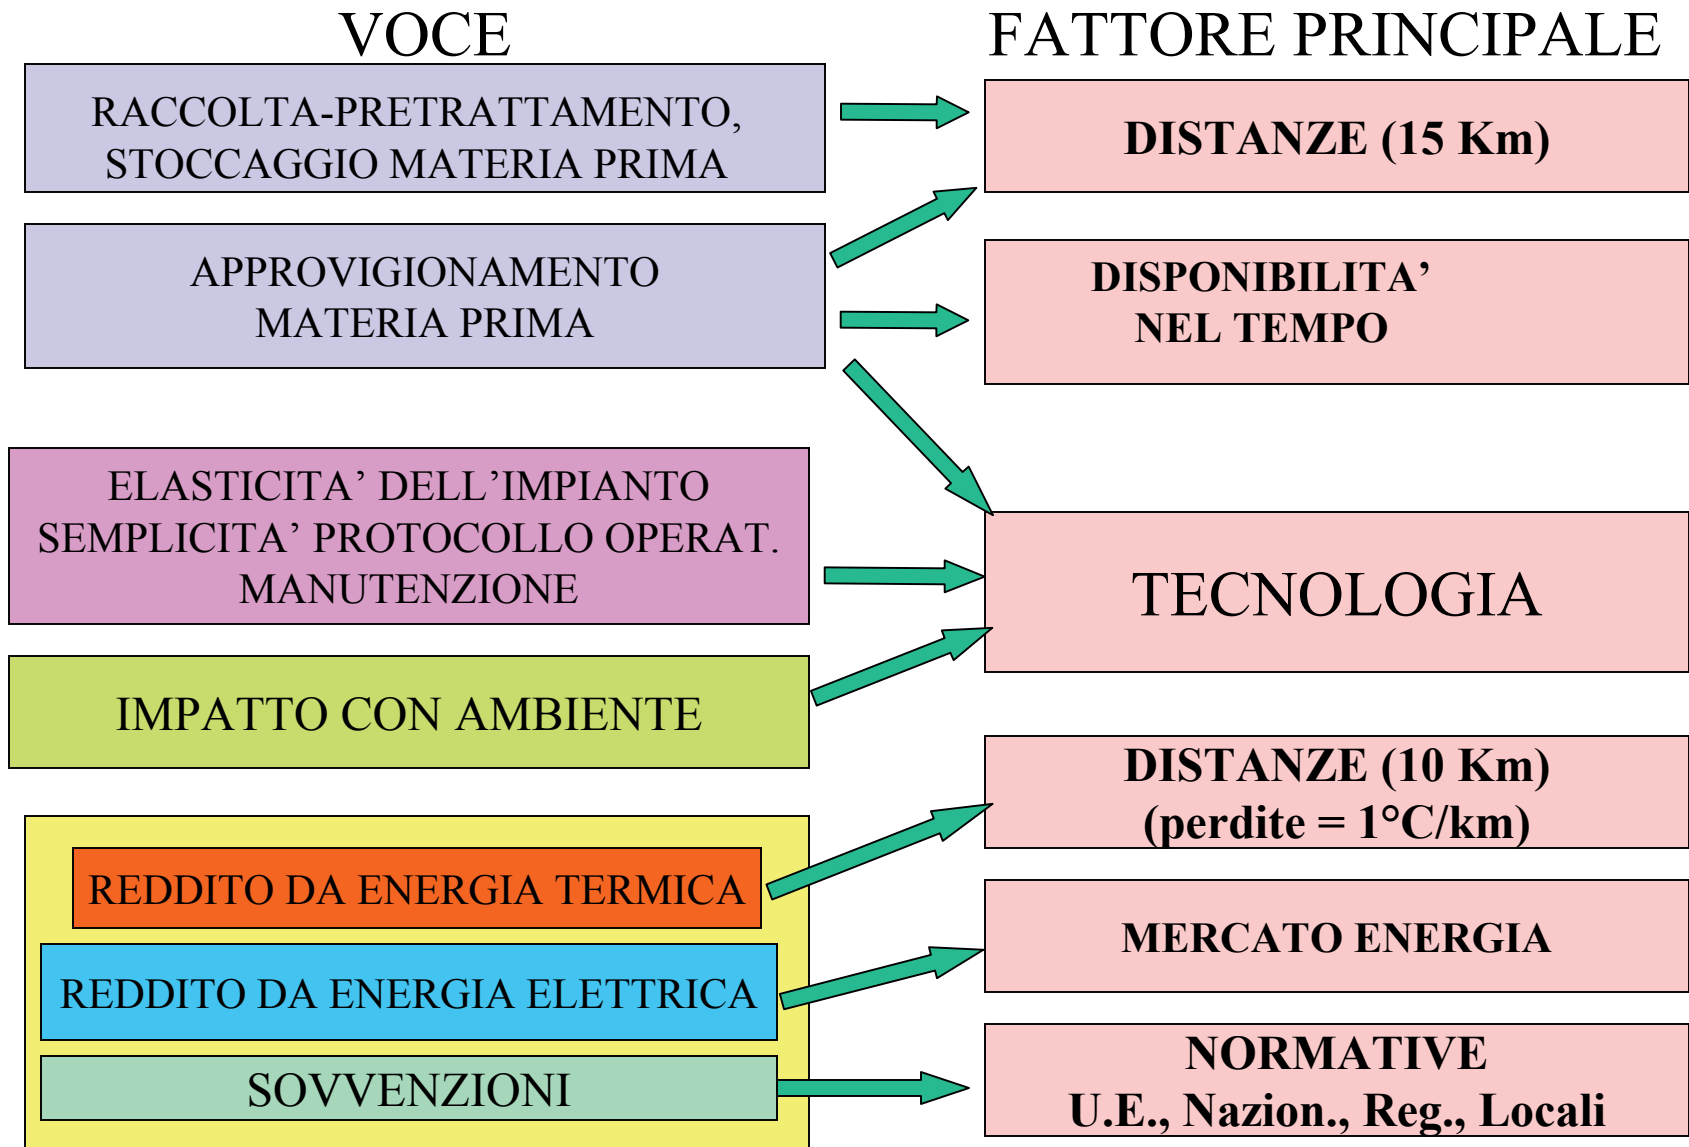 VOCE
FATTORE PRINCIPALE
RACCOLTA-PRETRATTAMENTO,
STOCCAGGIO MATERIA PRIMA
DISTANZE (15 Km)
APPROVIGIONAMENTO
MATERIA PRIMA
DISPONIBILITA’
NEL TEMPO
ELASTICITA’ DELL’IMPIANTO
SEMPLICITA’ PROTOCOLLO OPERAT.
MANUTENZIONE
TECNOLOGIA
IMPATTO CON AMBIENTE
DISTANZE (10 Km)
(perdite = 1°C/km)
REDDITO DA ENERGIA TERMICA
MERCATO ENERGIA
REDDITO DA ENERGIA ELETTRICA
SOVVENZIONI
NORMATIVE
U.E., Nazion., Reg., Locali